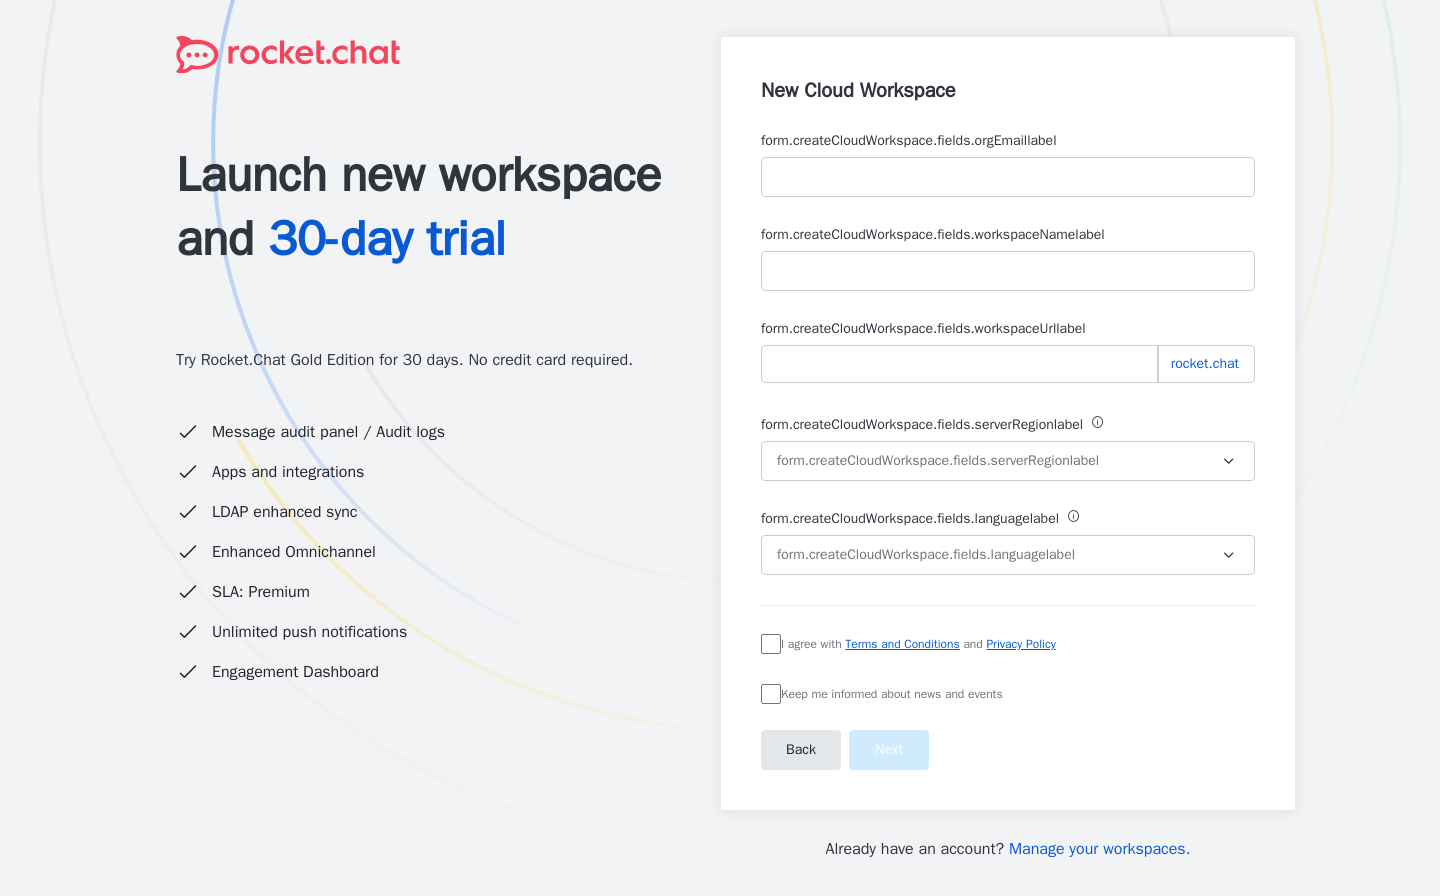 rocket.chat
Launch new workspace
and 30-day trial
Try Rocket.Chat Gold Edition for 30 days. No credit card required.
Message audit panel / Audit logs
Apps and integrations
LDAP enhanced sync
Enhanced Omnichannel
SLA: Premium
Unlimited push notifications
Engagement Dashboard
New Cloud Workspace
form.createCloudWorkspace.fields.orgEmaillabel
form.createCloudWorkspace.fields.workspaceNamelabel
form.createCloudWorkspace.fields.workspaceUrllabel
rocket.chat
form.createCloudWorkspace.fields.serverRegionlabel
form.createCloudWorkspace.fields.serverRegionlabel
form.createCloudWorkspace.fields.languagelabel
form.createCloudWorkspace.fields.languagelabel
I agree with Terms and Conditions and Privacy Policy
Keep me informed about news and events
Back Next
Already have an account? Manage your workspaces.